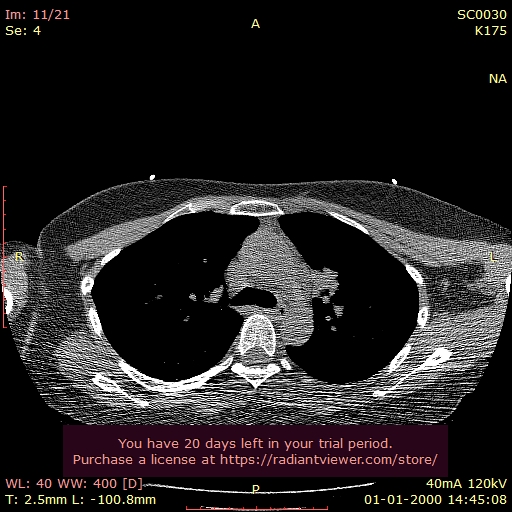 Im: 11/21
Se: 4
A
SC0030
K175
NA
R
L
You have 20 days left in your trial period.
Purchase a license at https://radiantviewer.com/store/
WL: 40 WW: 400 [D]
T: 2.5mm L: -100.8mm
P
40mA 120kV
01-01-2000 14:45:08